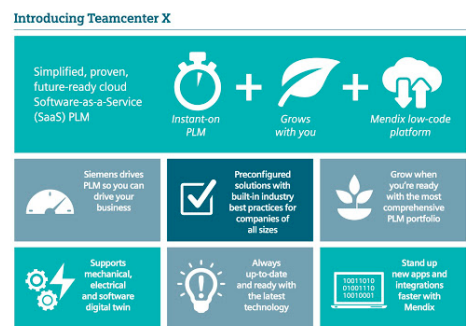 Introducing Teamcenter X
Simplified, proven,
future-ready cloud
Software-as-a-Service
(SaaS) PLM
Instant-on
PLM
+
Grows
with you
+
Mendix low-code
platform
Siemens drives
PLM so you can
drive your
business
Preconfigured
solutions with
built-in industry
best practices for
companies of
all sizes
Grow when
you're ready
with the most
comprehensive
PLM portfolio
Supports
mechanical,
electrical
and software
digital twin
Always
up-to-date
and ready with
the latest
technology
10011010
01001110
10010001
Stand up
new apps and
integrations
faster with
Mendix